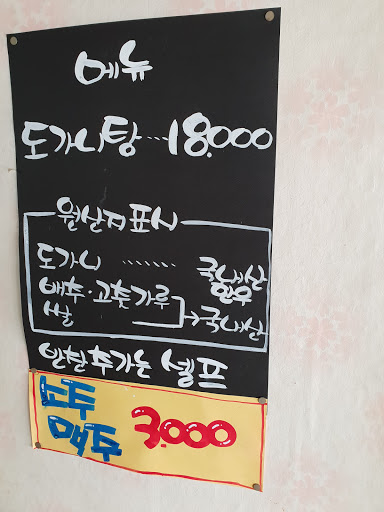 메뉴
도가니탕 ··· 18.000
원산지표시
도가니 ········ 국내산 한우
배추·고춧가루
쌀 → 국내산
반찬추가는 셀프
소주
맥주 3.000